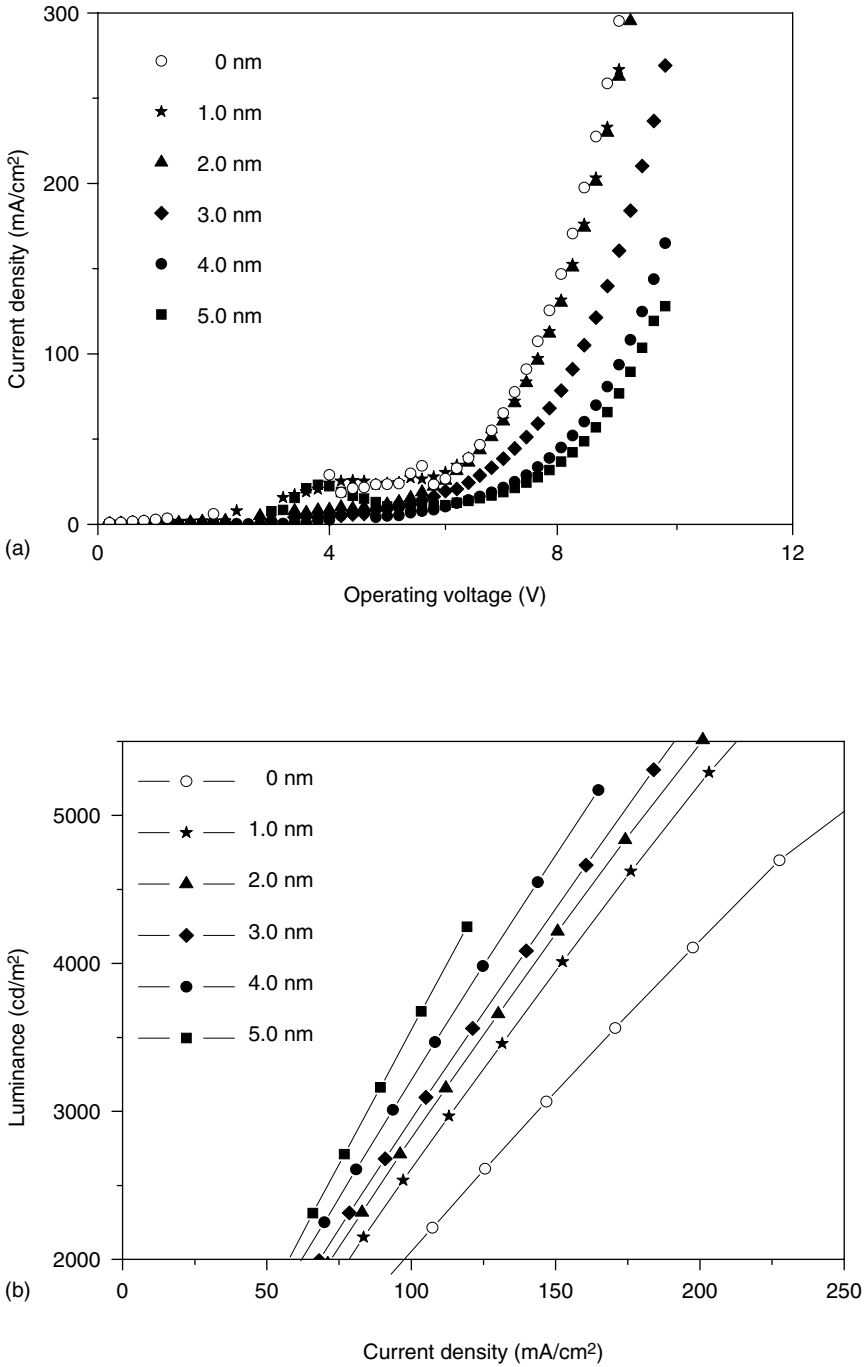 300
200
100
0
Current density (mA/cm²)
0 nm
1.0 nm
2.0 nm
3.0 nm
4.0 nm
5.0 nm
0
4
8
12
(a)
Operating voltage (V)
5000
4000
3000
2000
Luminance (cd/m²)
0 nm
1.0 nm
2.0 nm
3.0 nm
4.0 nm
5.0 nm
0
50
100
150
200
250
(b)
Current density (mA/cm²)